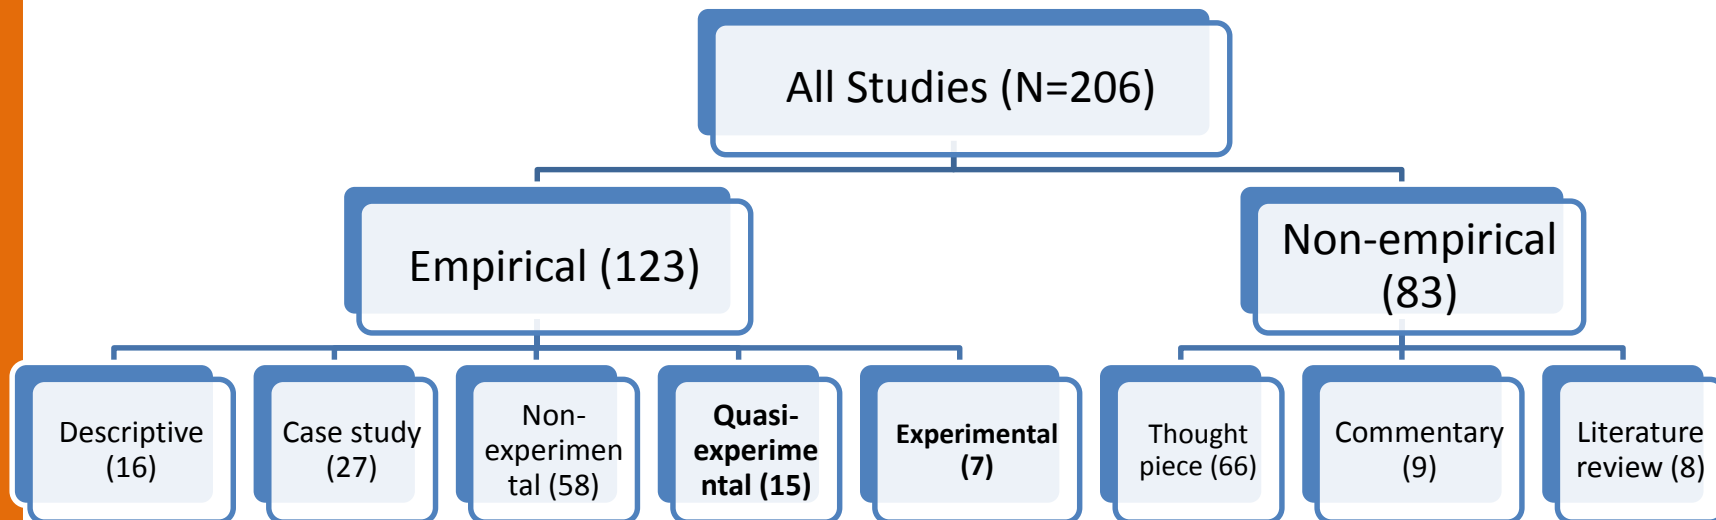 All Studies (N=206)
Empirical (123)
Non-empirical
(83)
Descriptive
(16)
Case study
(27)
Non-
experimen
tal (58)
Quasi-
experime
ntal (15)
Experimental
(7)
Thought
piece (66)
Commentary
(9)
Literature
review (8)